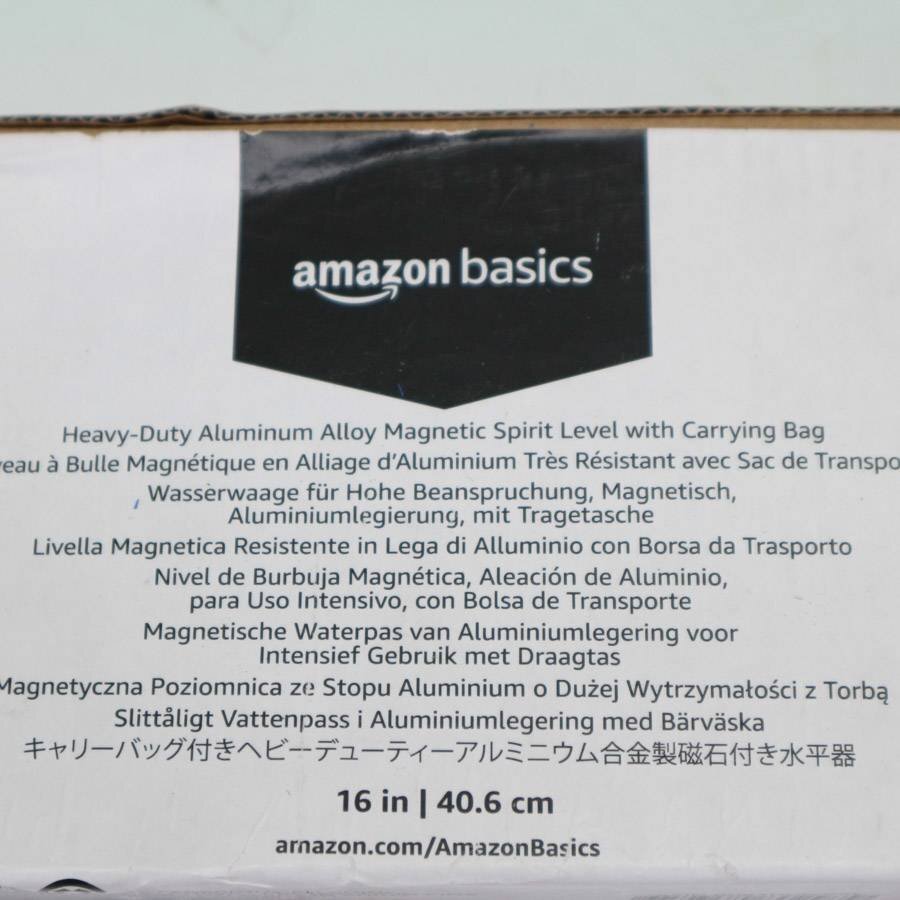 amazon basics
Heavy-Duty Aluminum Alloy Magnetic Spirit Level with Carrying Bag
à Bulle Magnétique en Alliage d'Aluminium Très Résistant avec Sac de
Wasserwaage für Hohe Beanspruchung, Magnetisch,
Aluminiumlegierung, mit Tragetasche
Livella Magnetica Resistente in Lega di Alluminio con Borsa da Trasporto
Nivel de Burbuja Magnética, Aleación de Aluminio,
para Uso Intensivo, con Bolsa de Transporte
Magnetische Waterpas van Aluminiumlegering voor
Intensief Gebruik met Draagtas
Magnetyczna Poziomnica ze Stopu Aluminium o Dużej Wytrzymałości z Torbą
Slittåligt Vattenpass i Aluminiumlegering med Bärväska
キャリーバッグ付きヘビーデューティーアルミニウム合金製磁石付き水平器
16 in | 40.6 cm
amazon.com/AmazonBasics